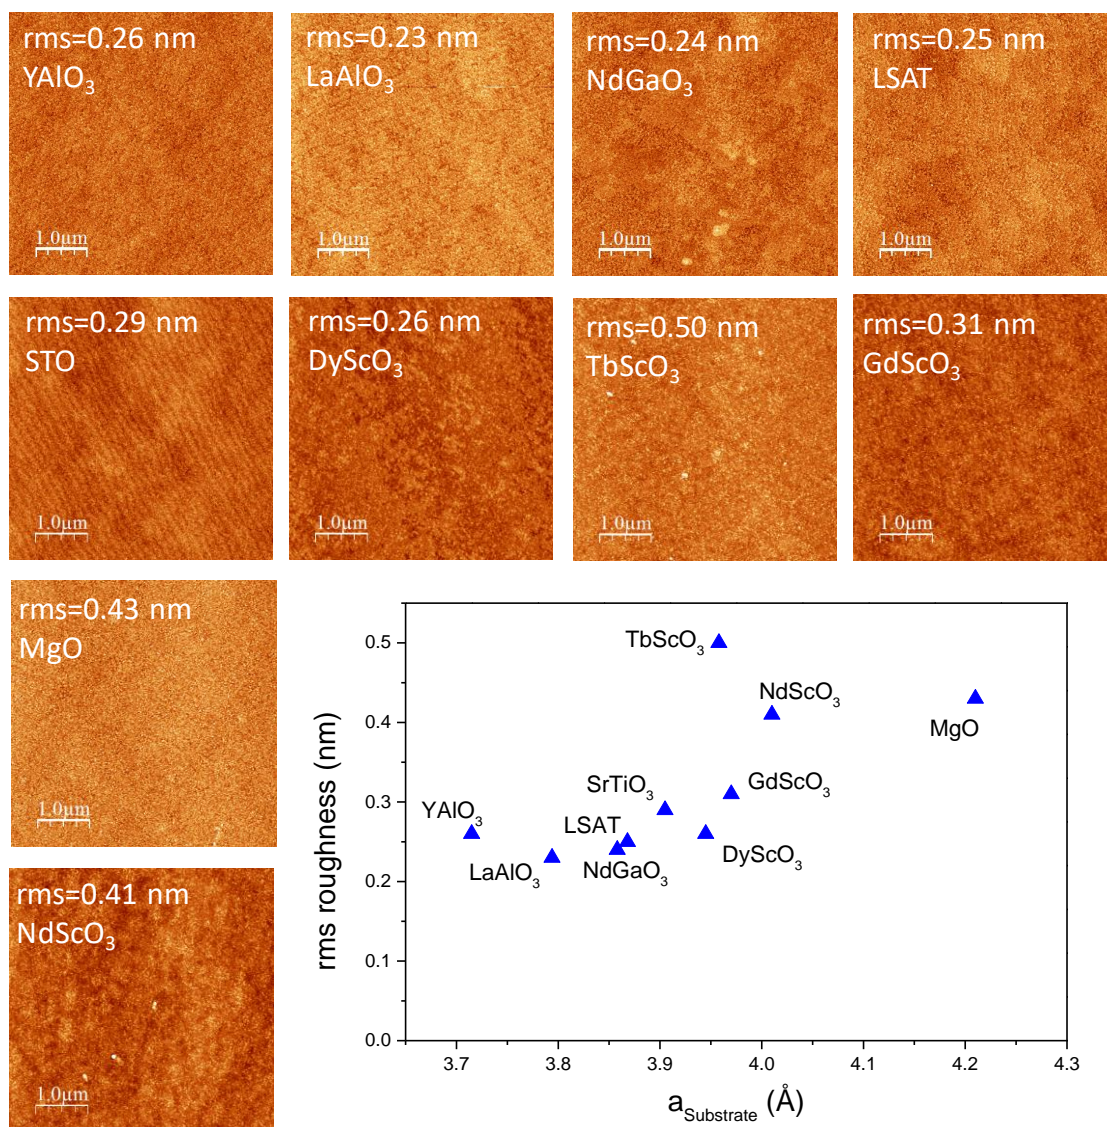 rms=0.26 nm
YAlO₃
1.0µm
rms=0.23 nm
LaAlO₃
1.0µm
rms=0.24 nm
NdGaO₃
1.0µm
rms=0.25 nm
LSAT
1.0µm
rms=0.29 nm
STO
1.0µm
rms=0.26 nm
DyScO₃
1.0µm
rms=0.50 nm
TbScO₃
1.0µm
rms=0.31 nm
GdScO₃
1.0µm
rms=0.43 nm
MgO
1.0µm
rms=0.41 nm
NdScO₃
1.0µm
rms roughness (nm)
0.5
0.4
0.3
0.2
0.1
0.0
TbScO₃
NdScO₃
MgO
SrTiO₃
GdScO₃
YAlO₃
LSAT
DyScO₃
LaAlO₃
NdGaO₃
3.7
3.8
3.9
4.0
4.1
4.2
4.3
a_Substrate (Å)